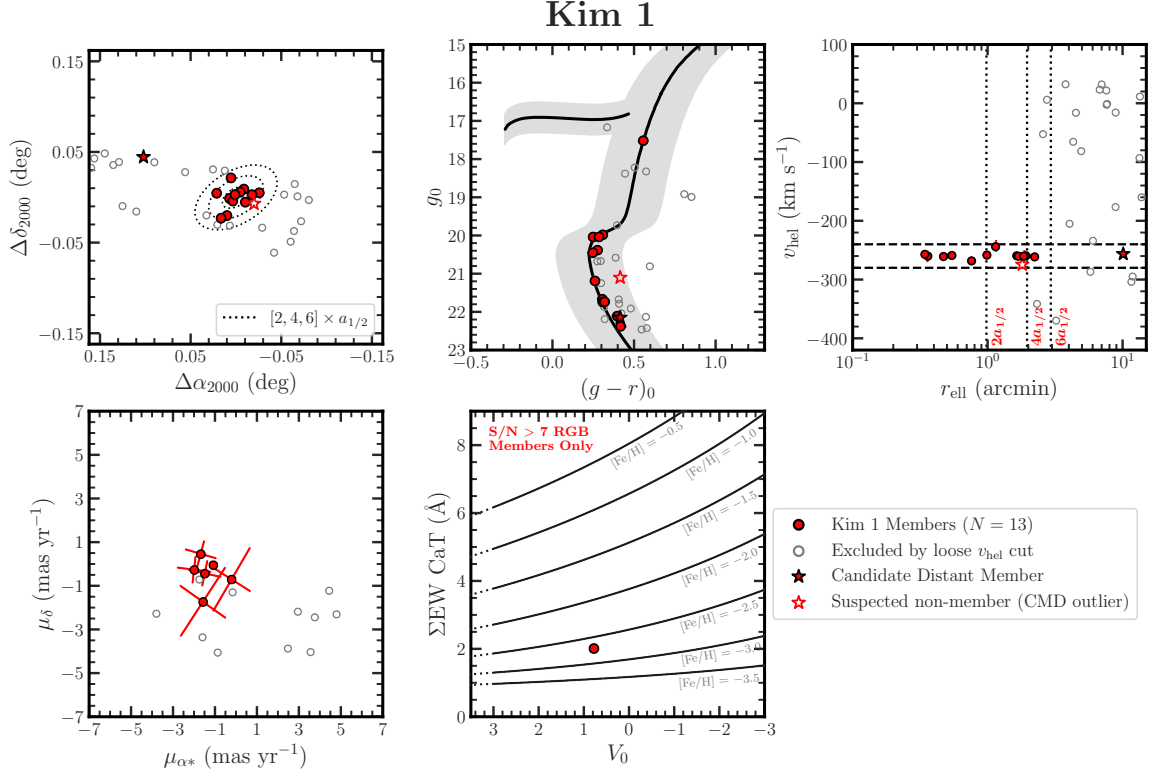 Kim 1
0.15
0.05
−0.05
−0.15
Δδ2000 (deg)
[2, 4, 6] × a1/2
0.15 0.05 −0.05 −0.15
Δα2000 (deg)
15
16
17
18
19
20
21
22
23
g0
−0.5 0.0 0.5 1.0
(g − r)0
100
0
−100
−200
−300
−400
vhel (km s−1)
2a1/2
4a1/2
6a1/2
10−1 100 101
rell (arcmin)
7
5
3
1
−1
−3
−5
−7
μδ (mas yr−1)
−7 −5 −3 −1 1 3 5 7
μα* (mas yr−1)
S/N > 7 RGB
Members Only
[Fe/H] = −0.5
[Fe/H] = −1.0
[Fe/H] = −1.5
[Fe/H] = −2.0
[Fe/H] = −2.5
[Fe/H] = −3.0
[Fe/H] = −3.5
8
6
4
2
0
ΣEW CaT (Å)
3 2 1 0 −1 −2 −3
V0
Kim 1 Members (N = 13)
Excluded by loose vhel cut
Candidate Distant Member
Suspected non-member (CMD outlier)